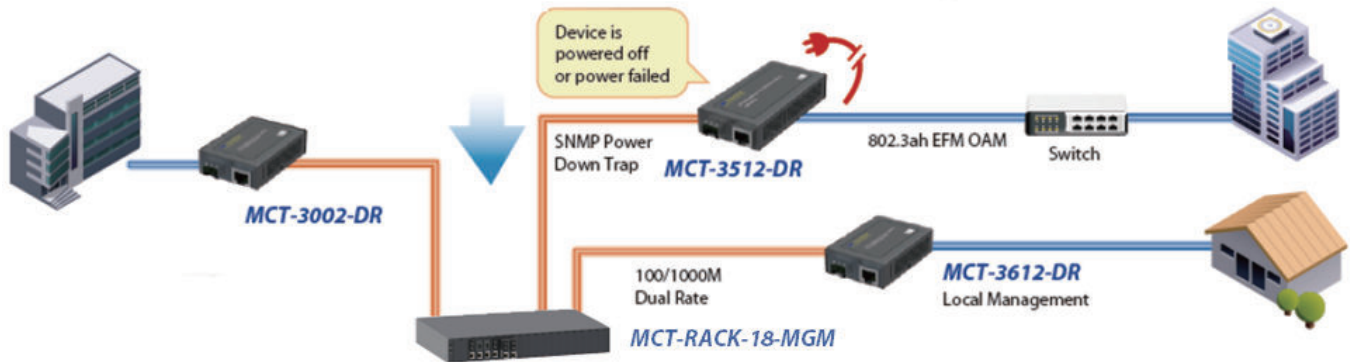 Device is
powered off
or power failed
SNMP Power
Down Trap
MCT-3512-DR
802.3ah EFM OAM
Switch
MCT-3002-DR
100/1000M
Dual Rate
MCT-3612-DR
Local Management
MCT-RACK-18-MGM